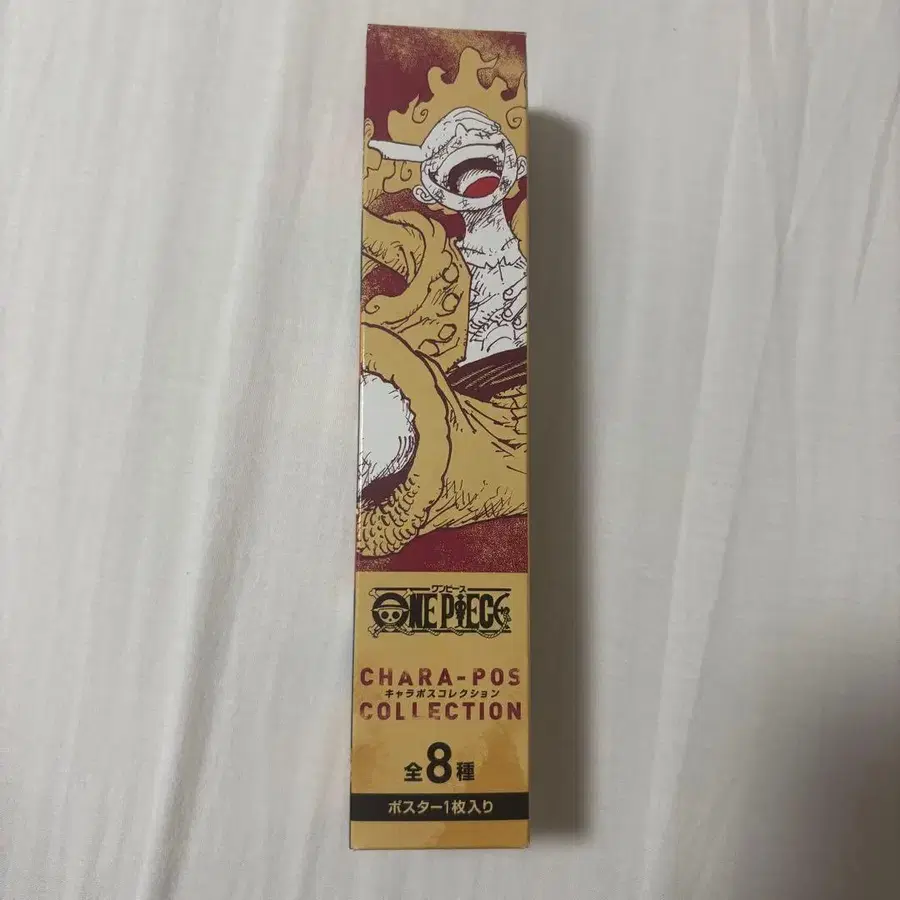 ワンピース
ONE PIECE
CHARA-POS
キャラポスコレクション
COLLECTION
全8種
ポスター1枚入り